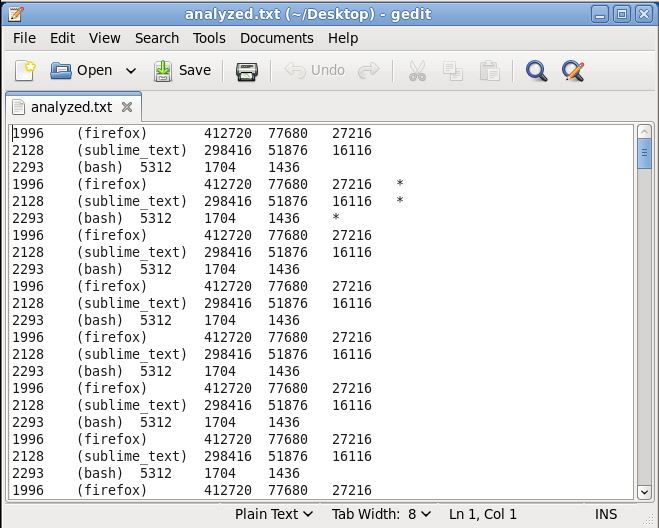 analyzed.txt (~/Desktop) - gedit
File Edit View Search Tools Documents Help
Open Save Undo
analyzed.txt
1996 (firefox) 412720 77680 27216
2128 (sublime_text) 298416 51876 16116
2293 (bash) 5312 1704 1436
1996 (firefox) 412720 77680 27216 *
2128 (sublime_text) 298416 51876 16116 *
2293 (bash) 5312 1704 1436 *
1996 (firefox) 412720 77680 27216
2128 (sublime_text) 298416 51876 16116
2293 (bash) 5312 1704 1436
1996 (firefox) 412720 77680 27216
2128 (sublime_text) 298416 51876 16116
2293 (bash) 5312 1704 1436
1996 (firefox) 412720 77680 27216
2128 (sublime_text) 298416 51876 16116
2293 (bash) 5312 1704 1436
1996 (firefox) 412720 77680 27216
2128 (sublime_text) 298416 51876 16116
2293 (bash) 5312 1704 1436
1996 (firefox) 412720 77680 27216
2128 (sublime_text) 298416 51876 16116
2293 (bash) 5312 1704 1436
1996 (firefox) 412720 77680 27216
Plain Text Tab Width: 8 Ln 1, Col 1 INS